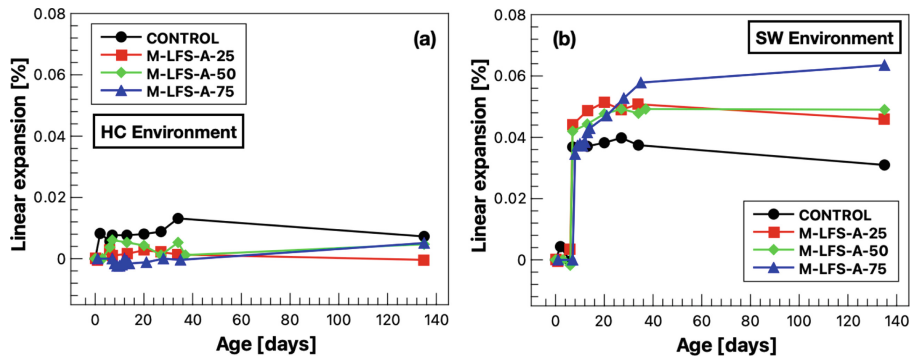 0.08
0.06
0.04
0.02
0
Linear expansion [%]
CONTROL
M-LFS-A-25
M-LFS-A-50
M-LFS-A-75
(a)
HC Environment
0 20 40 60 80 100 120 140
Age [days]
0.08
0.06
0.04
0.02
0
Linear expansion [%]
(b)
SW Environment
CONTROL
M-LFS-A-25
M-LFS-A-50
M-LFS-A-75
0 20 40 60 80 100 120 140
Age [days]